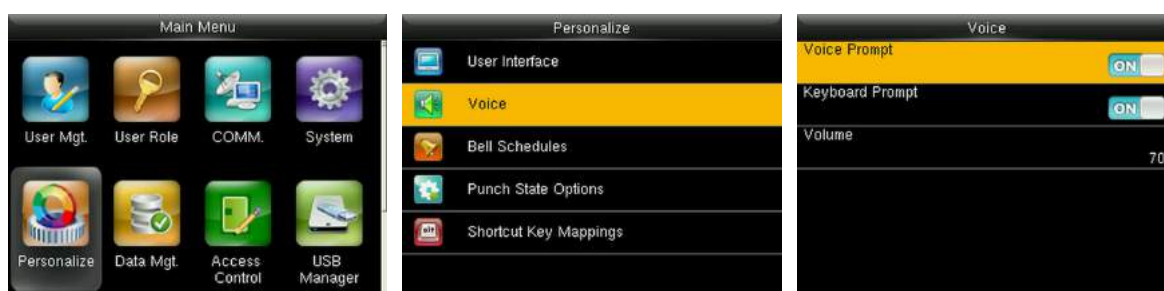 Main Menu
User Mgt.
User Role
COMM.
System
Personalize
Data Mgt.
Access
Control
USB
Manager
Personalize
User Interface
Voice
Bell Schedules
Punch State Options
Shortcut Key Mappings
Voice
Voice Prompt
ON
Keyboard Prompt
ON
Volume
70